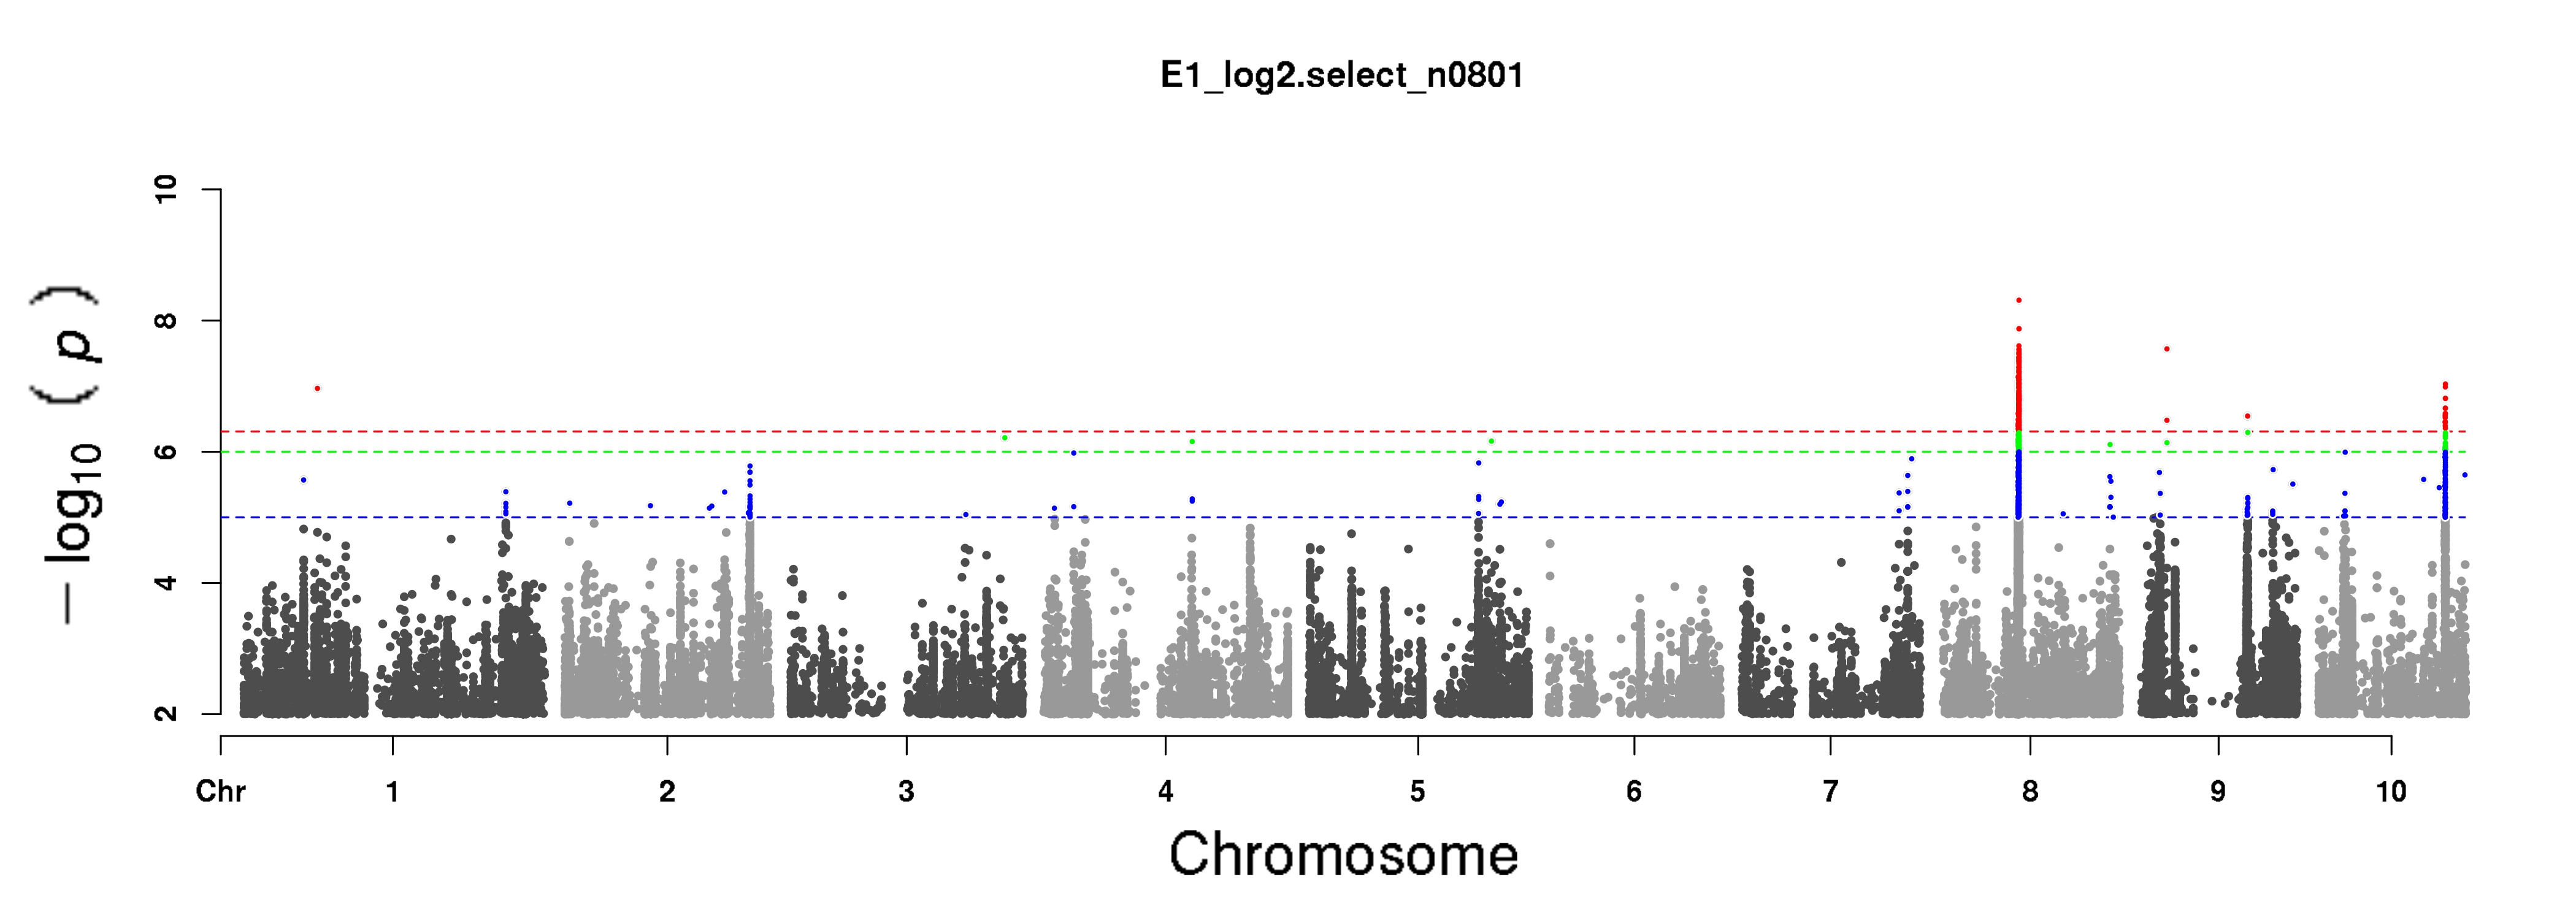 E1_log2.select_n0801
− log10 ( p )
10
8
6
4
2
Chr 1 2 3 4 5 6 7 8 9 10
Chromosome